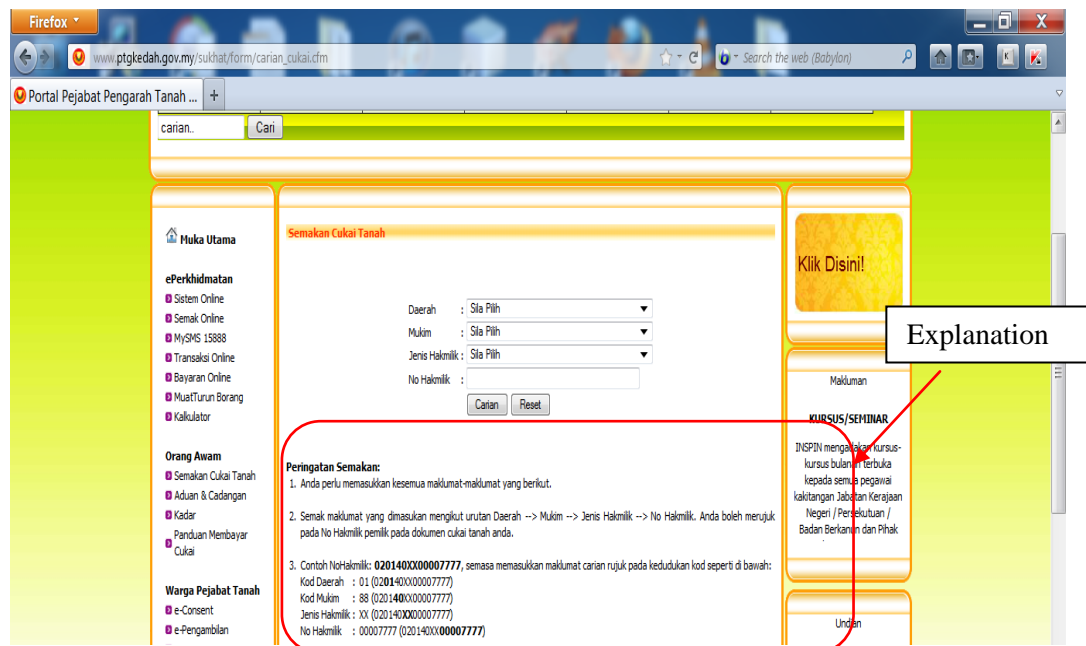 Firefox
www.ptgkedah.gov.my/sukhat/form/carian_cukai.cfm
Search the web (Babylon)
Portal Pejabat Pengarah Tanah ...
carian..
Cari
Muka Utama
ePerkhidmatan
Sistem Online
Semak Online
MySMS 15888
Transaksi Online
Bayaran Online
MuatTurun Borang
Kalkulator
Orang Awam
Semakan Cukai Tanah
Aduan & Cadangan
Kadar
Panduan Membayar
Cukai
Warga Pejabat Tanah
e-Consent
e-Pengambilan
Semakan Cukai Tanah
Daerah : Sila Pilih
Mukim : Sila Pilih
Jenis Hakmilik : Sila Pilih
No Hakmilik :
Carian Reset
Peringatan Semakan:
1. Anda perlu memasukkan kesemua maklumat-maklumat yang berikut.
2. Semak maklumat yang dimasukan mengikut urutan Daerah --> Mukim --> Jenis Hakmilik --> No Hakmilik. Anda boleh merujuk
pada No Hakmilik pemilik pada dokumen cukai tanah anda.
3. Contoh NoHakmilik: 020140XX00007777, semasa memasukkan maklumat carian rujuk pada kedudukan kod seperti di bawah:
Kod Daerah : 01 (020140XX00007777)
Kod Mukim : 88 (020140XX00007777)
Jenis Hakmilik : XX (020140XX00007777)
No Hakmilik : 00007777 (020140XX00007777)
Klik Disini!
Explanation
Makluman
KURSUS/SEMINAR
INSPIN mengadakan kursus-
kursus bulanan terbuka
kepada semua pegawai
kakitangan Jabatan Kerajaan
Negeri / Persekutuan /
Badan Berkanun dan Pihak
Undian